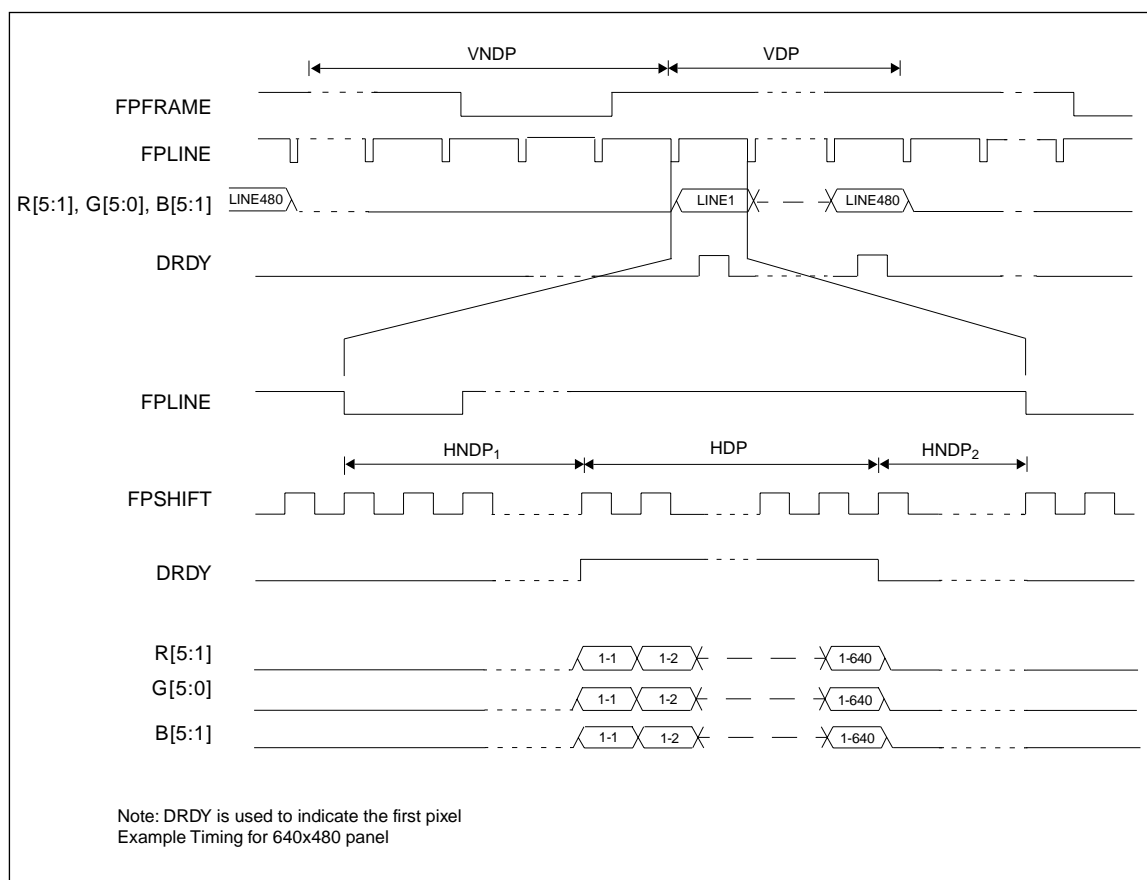 VNDP VDP
FPFRAME
FPLINE
R[5:1], G[5:0], B[5:1] LINE480 LINE1 LINE480
DRDY
FPLINE
HNDP1 HDP HNDP2
FPSHIFT
DRDY
R[5:1] 1-1 1-2 1-640
G[5:0] 1-1 1-2 1-640
B[5:1] 1-1 1-2 1-640
Note: DRDY is used to indicate the first pixel
Example Timing for 640x480 panel